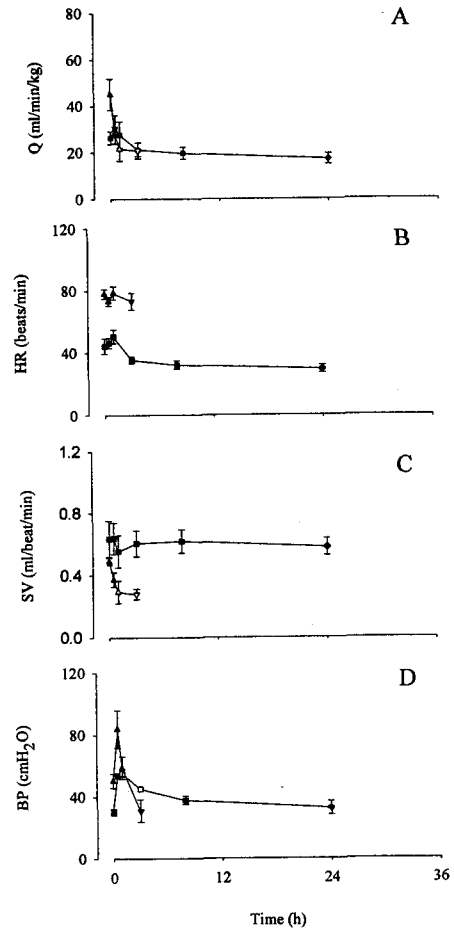 A
Q (ml/min/kg)
80
60
40
20
0
B
HR (beats/min)
120
80
40
0
C
SV (ml/beat/min)
1.2
0.8
0.4
0.0
D
BP (cmH₂O)
120
80
40
0
0 12 24 36
Time (h)